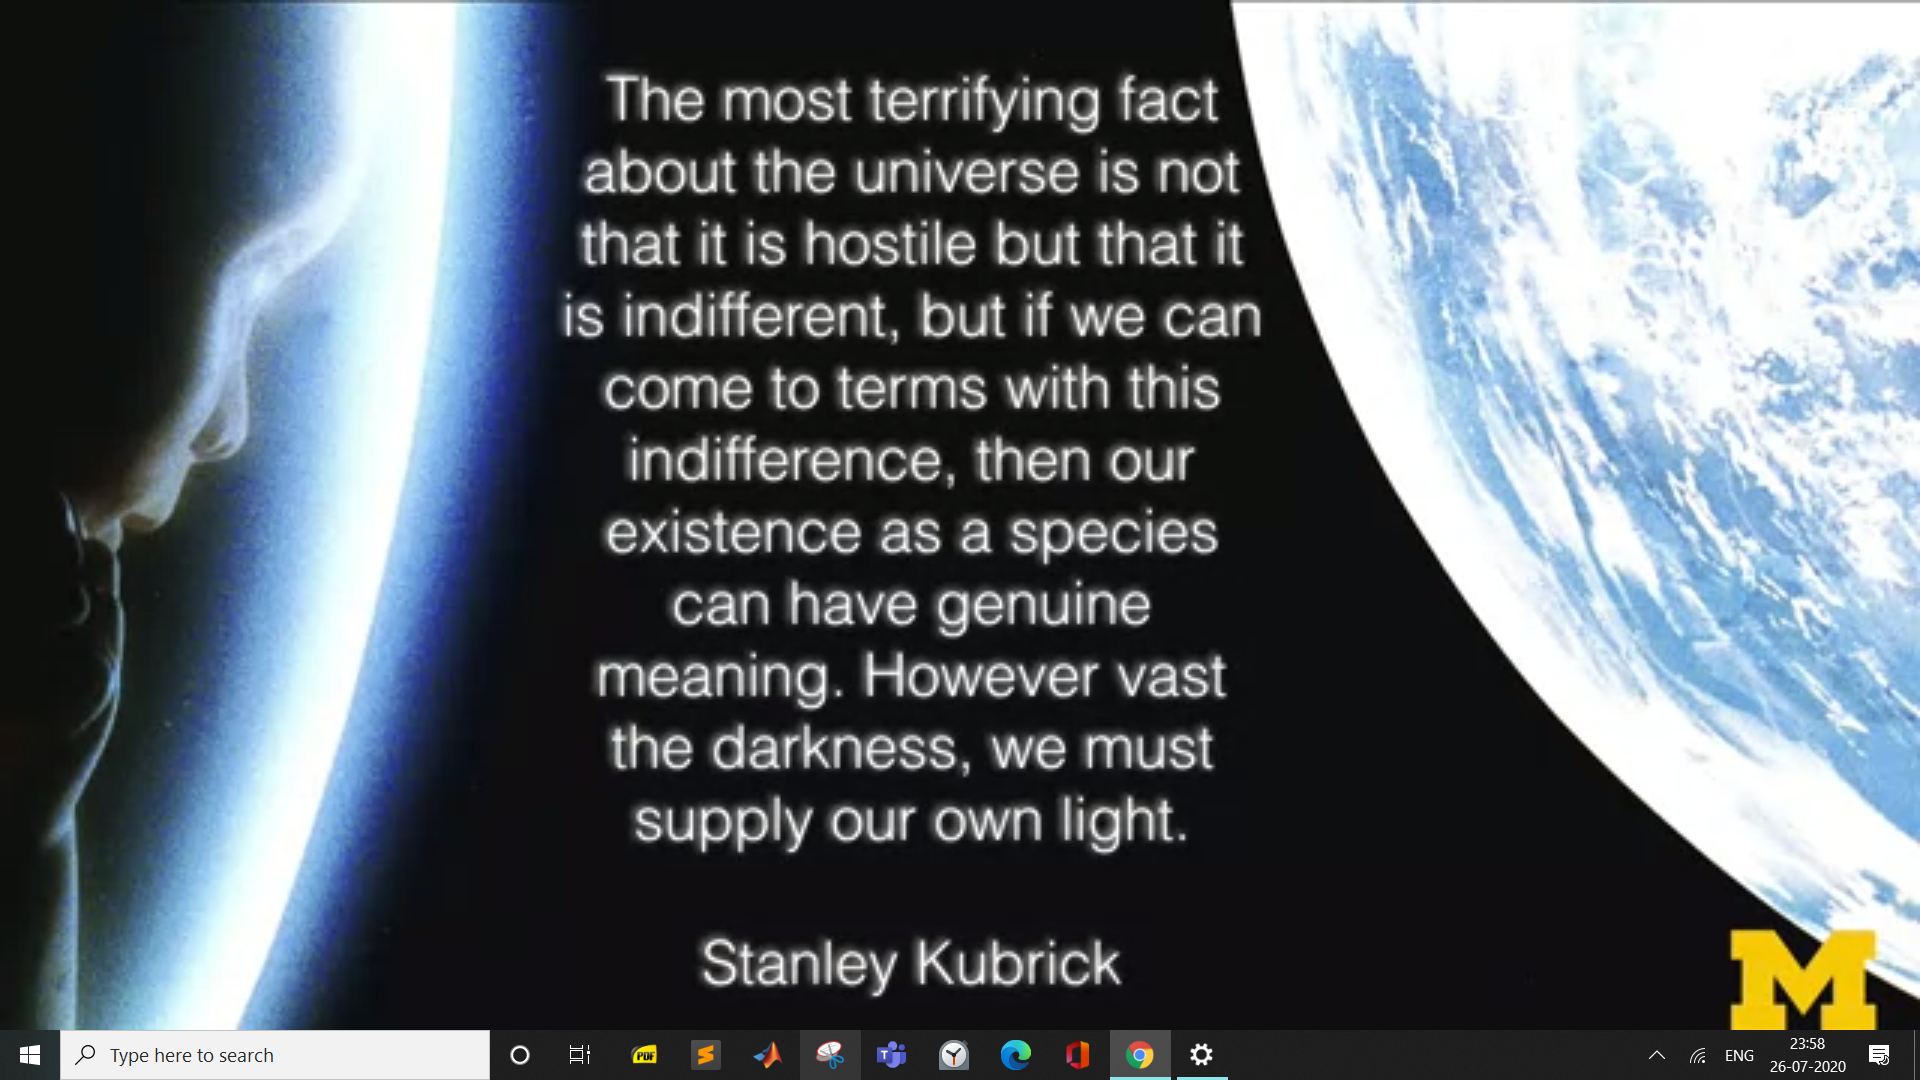 The most terrifying fact
about the universe is not
that it is hostile but that it
is indifferent, but if we can
come to terms with this
indifference, then our
existence as a species
can have genuine
meaning. However vast
the darkness, we must
supply our own light.
Stanley Kubrick
M
Type here to search
PDF
S
T
ENG
23:58
26-07-2020